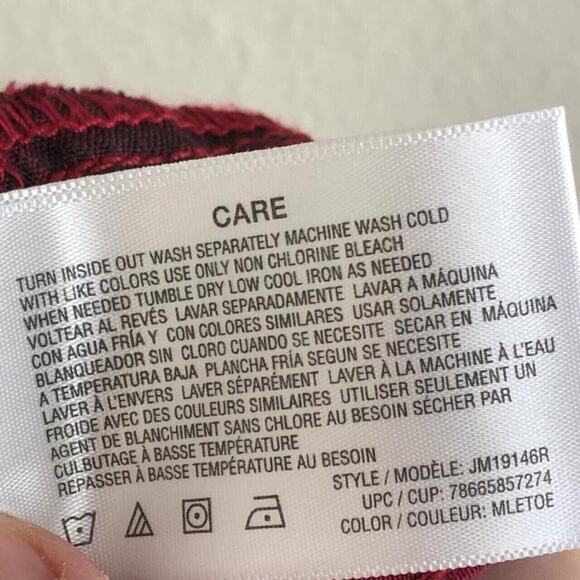 CARE
TURN INSIDE OUT WASH SEPARATELY MACHINE WASH COLD
WITH LIKE COLORS USE ONLY NON CHLORINE BLEACH
WHEN NEEDED TUMBLE DRY LOW COOL IRON AS NEEDED
VOLTEAR AL REVÉS LAVAR SEPARADAMENTE LAVAR A MÁQUINA
CON AGUA FRÍA Y CON COLORES SIMILARES USAR SOLAMENTE
BLANQUEADOR SIN CLORO CUANDO SE NECESITE SECAR EN MÁQUINA
A TEMPERATURA BAJA PLANCHA FRÍA SEGUN SE NECESITE
LAVER À L'ENVERS LAVER SÉPARÉMENT LAVER À LA MACHINE À L'EAU
FROIDE AVEC DES COULEURS SIMILAIRES UTILISER SEULEMENT UN
AGENT DE BLANCHIMENT SANS CHLORE AU BESOIN SÉCHER PAR
CULBUTAGE À BASSE TEMPÉRATURE
REPASSER À BASSE TEMPÉRATURE AU BESOIN
STYLE / MODÈLE: JM19146R
UPC / CUP: 78665857274
COLOR / COULEUR: MLETOE